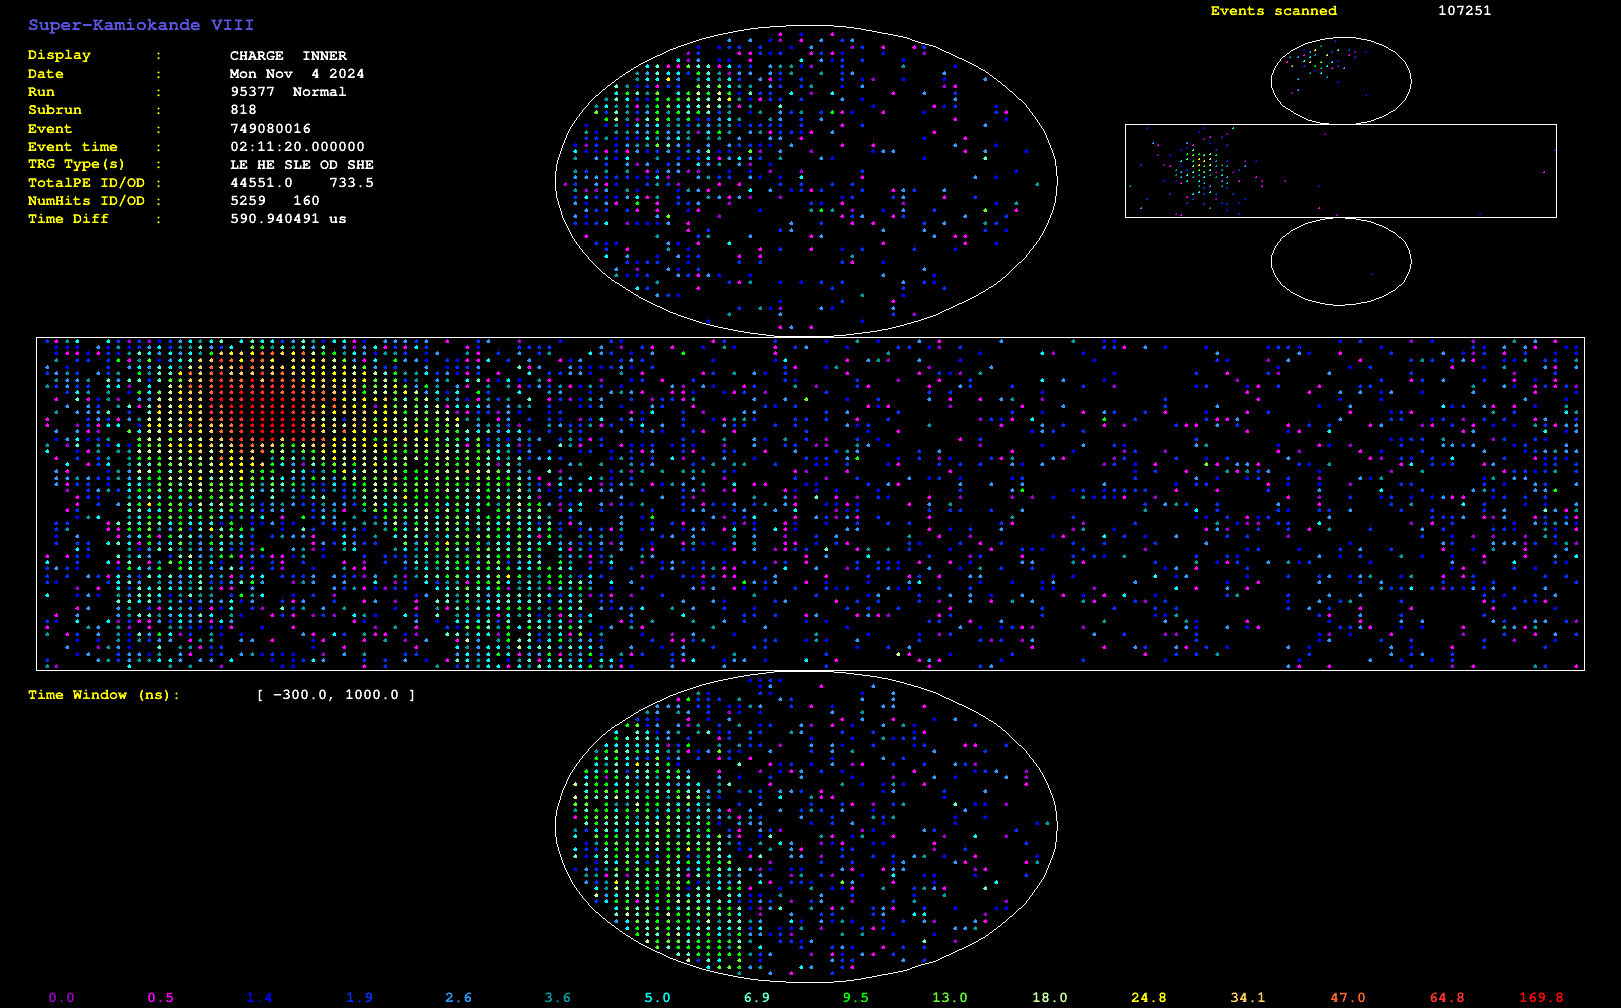 Super-Kamiokande VIII
Events scanned 107251
Display : CHARGE INNER
Date : Mon Nov 4 2024
Run : 95377 Normal
Subrun : 818
Event : 749080016
Event time : 02:11:20.000000
TRG Type(s) : LE HE SLE OD SHE
TotalPE ID/OD : 44551.0 733.5
NumHits ID/OD : 5259 160
Time Diff : 590.940491 us
Time Window (ns): [ -300.0, 1000.0 ]
0.0 0.5 1.4 1.9 2.6 3.6 5.0 6.9 9.5 13.0 18.0 24.8 34.1 47.0 64.8 169.8